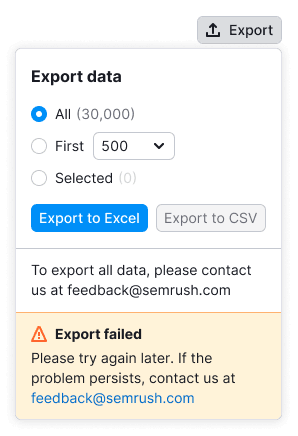 Export
Export data
All (30,000)
First 500
Selected (0)
Export to Excel Export to CSV
To export all data, please contact
us at feedback@semrush.com
Export failed
Please try again later. If the
problem persists, contact us at
feedback@semrush.com